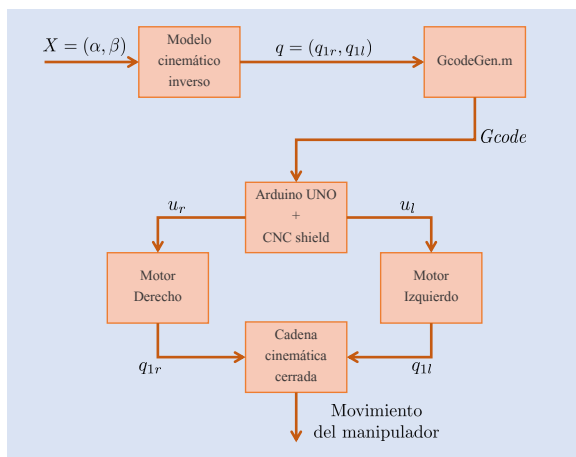 X = (α, β)
Modelo
cinemático
inverso
q = (q₁ᵣ, q₁ₗ)
GcodeGen.m
Gcode
Arduino UNO
+
CNC shield
uᵣ
uₗ
Motor
Derecho
Motor
Izquierdo
q₁ᵣ
Cadena
cinemática
cerrada
q₁ₗ
Movimiento
del manipulador